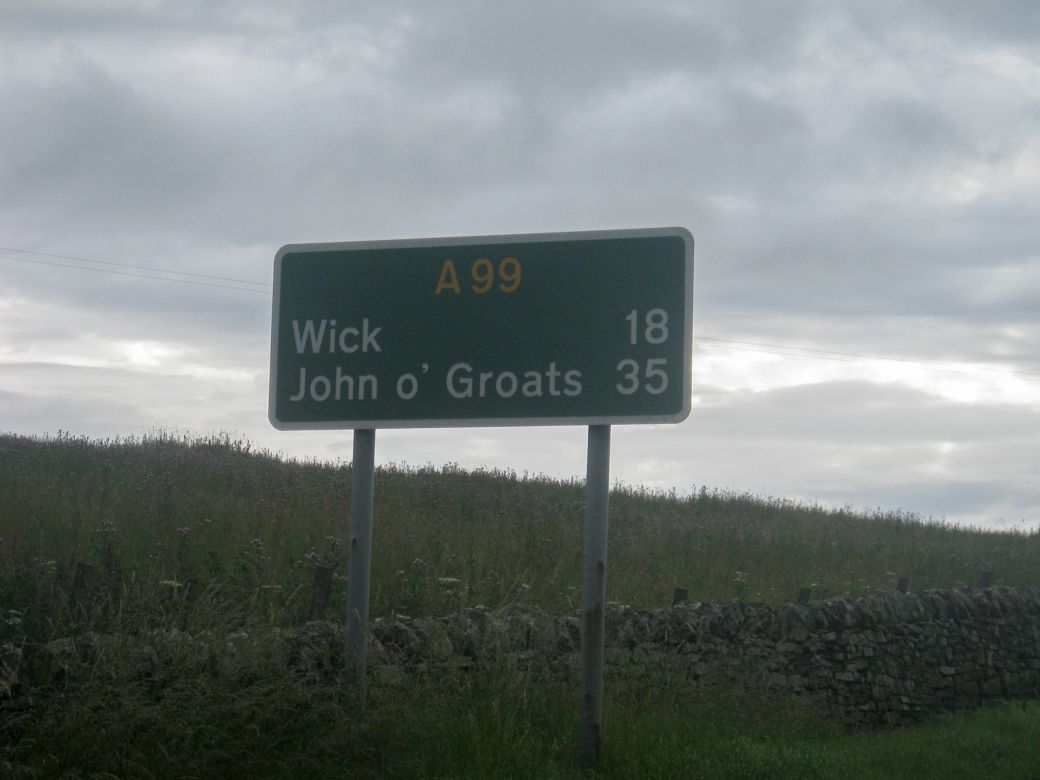 A99
Wick 18
John o' Groats 35